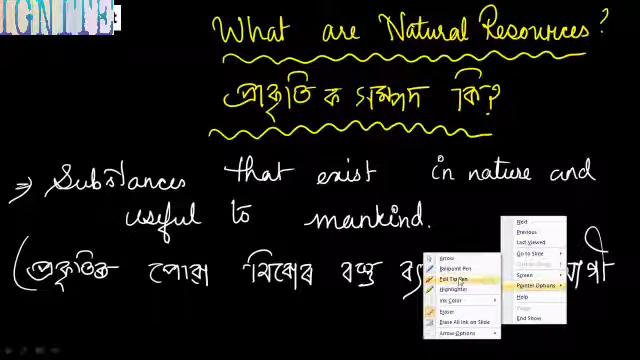 IGNITE
What are Natural Resources?
প্ৰাকৃতিক সম্পদ কি?
⇒ Substances that exist in nature and
useful to mankind.
(প্ৰকৃতিত পোৱা যিবোৰ বস্তু
Next
Previous
Last Viewed
Go to Slide
Screen
Pointer Options
Help
End Show
Arrow
Ballpoint Pen
Felt Tip Pen
Highlighter
Ink Color
Eraser
Erase All Ink on Slide
Arrow Options